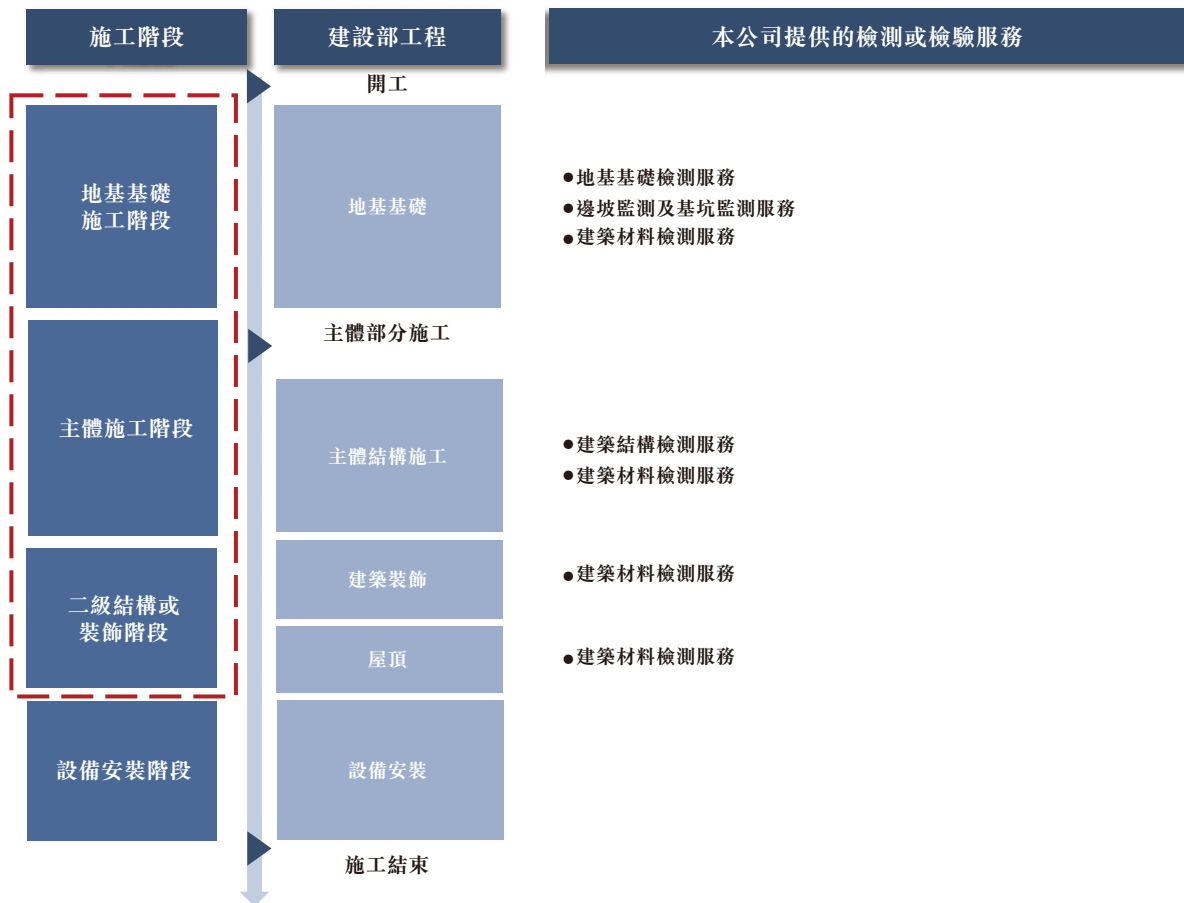 施工階段
建設部工程
本公司提供的檢測或檢驗服務
開工
地基基礎
施工階段
地基基礎
●地基基礎檢測服務
●邊坡監測及基坑監測服務
●建築材料檢測服務
主體部分施工
主體施工階段
主體結構施工
●建築結構檢測服務
●建築材料檢測服務
二級結構或
裝飾階段
建築裝飾
●建築材料檢測服務
屋頂
●建築材料檢測服務
設備安裝階段
設備安裝
施工結束